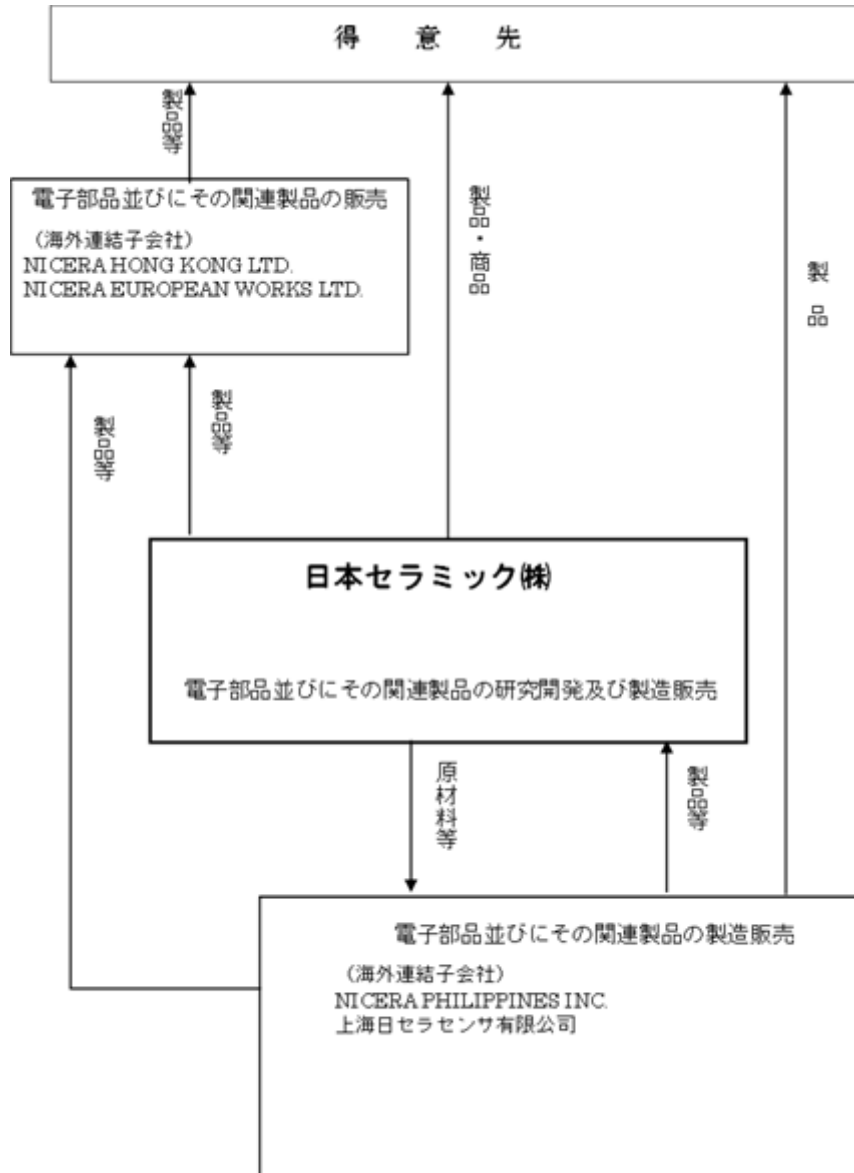 得意先
製品等
電子部品並びにその関連製品の販売
（海外連結子会社）
NICERA HONG KONG LTD.
NICERA EUROPEAN WORKS LTD.
製品・商品
製品
製品等
製品等
日本セラミック㈱
電子部品並びにその関連製品の研究開発及び製造販売
原材料等
製品等
電子部品並びにその関連製品の製造販売
（海外連結子会社）
NICERA PHILIPPINES INC.
上海日セラセンサ有限公司